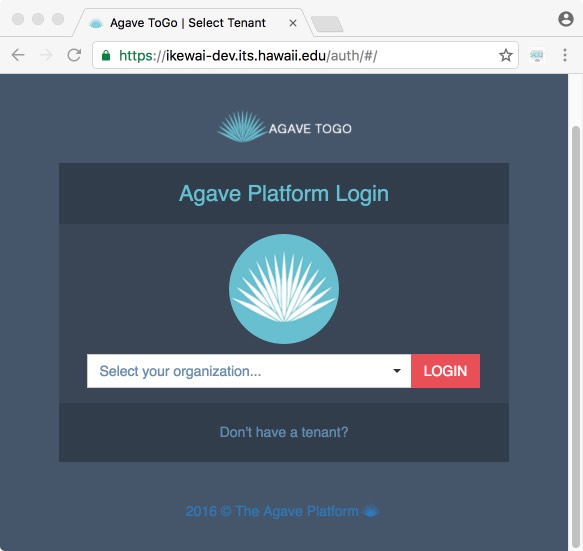 Agave ToGo | Select Tenant
https://ikewai-dev.its.hawaii.edu/auth/#/
AGAVE TOGO
Agave Platform Login
Select your organization...
LOGIN
Don't have a tenant?
2016 © The Agave Platform